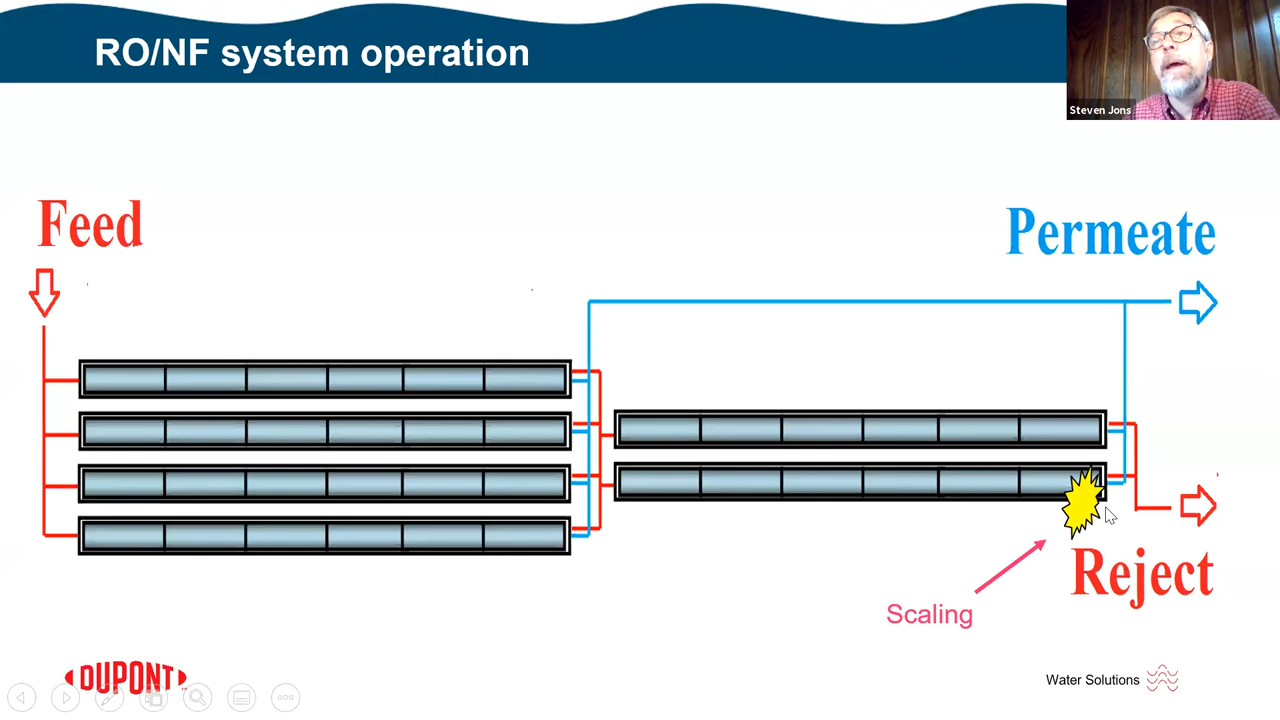 RO/NF system operation
Steven Jons
Feed
Permeate
Reject
Scaling
DUPONT
Water Solutions